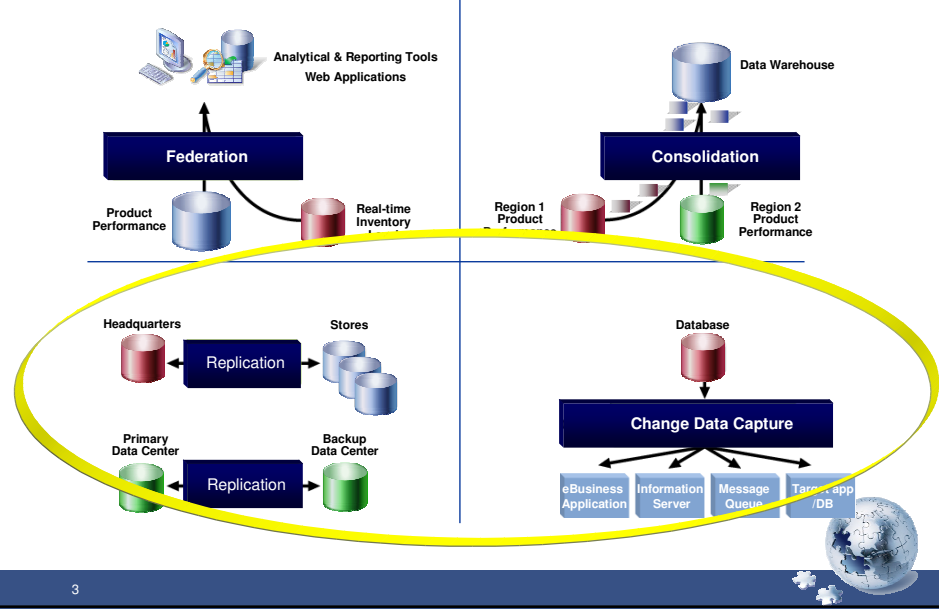 Analytical & Reporting Tools
Web Applications
Federation
Product
Performance
Real-time
Inventory
Data Warehouse
Consolidation
Region 1
Product
Region 2
Product
Performance
Headquarters
Replication
Stores
Primary
Data Center
Replication
Backup
Data Center
Database
Change Data Capture
eBusiness
Application
Information
Server
Message
Queue
Target app
/DB
3